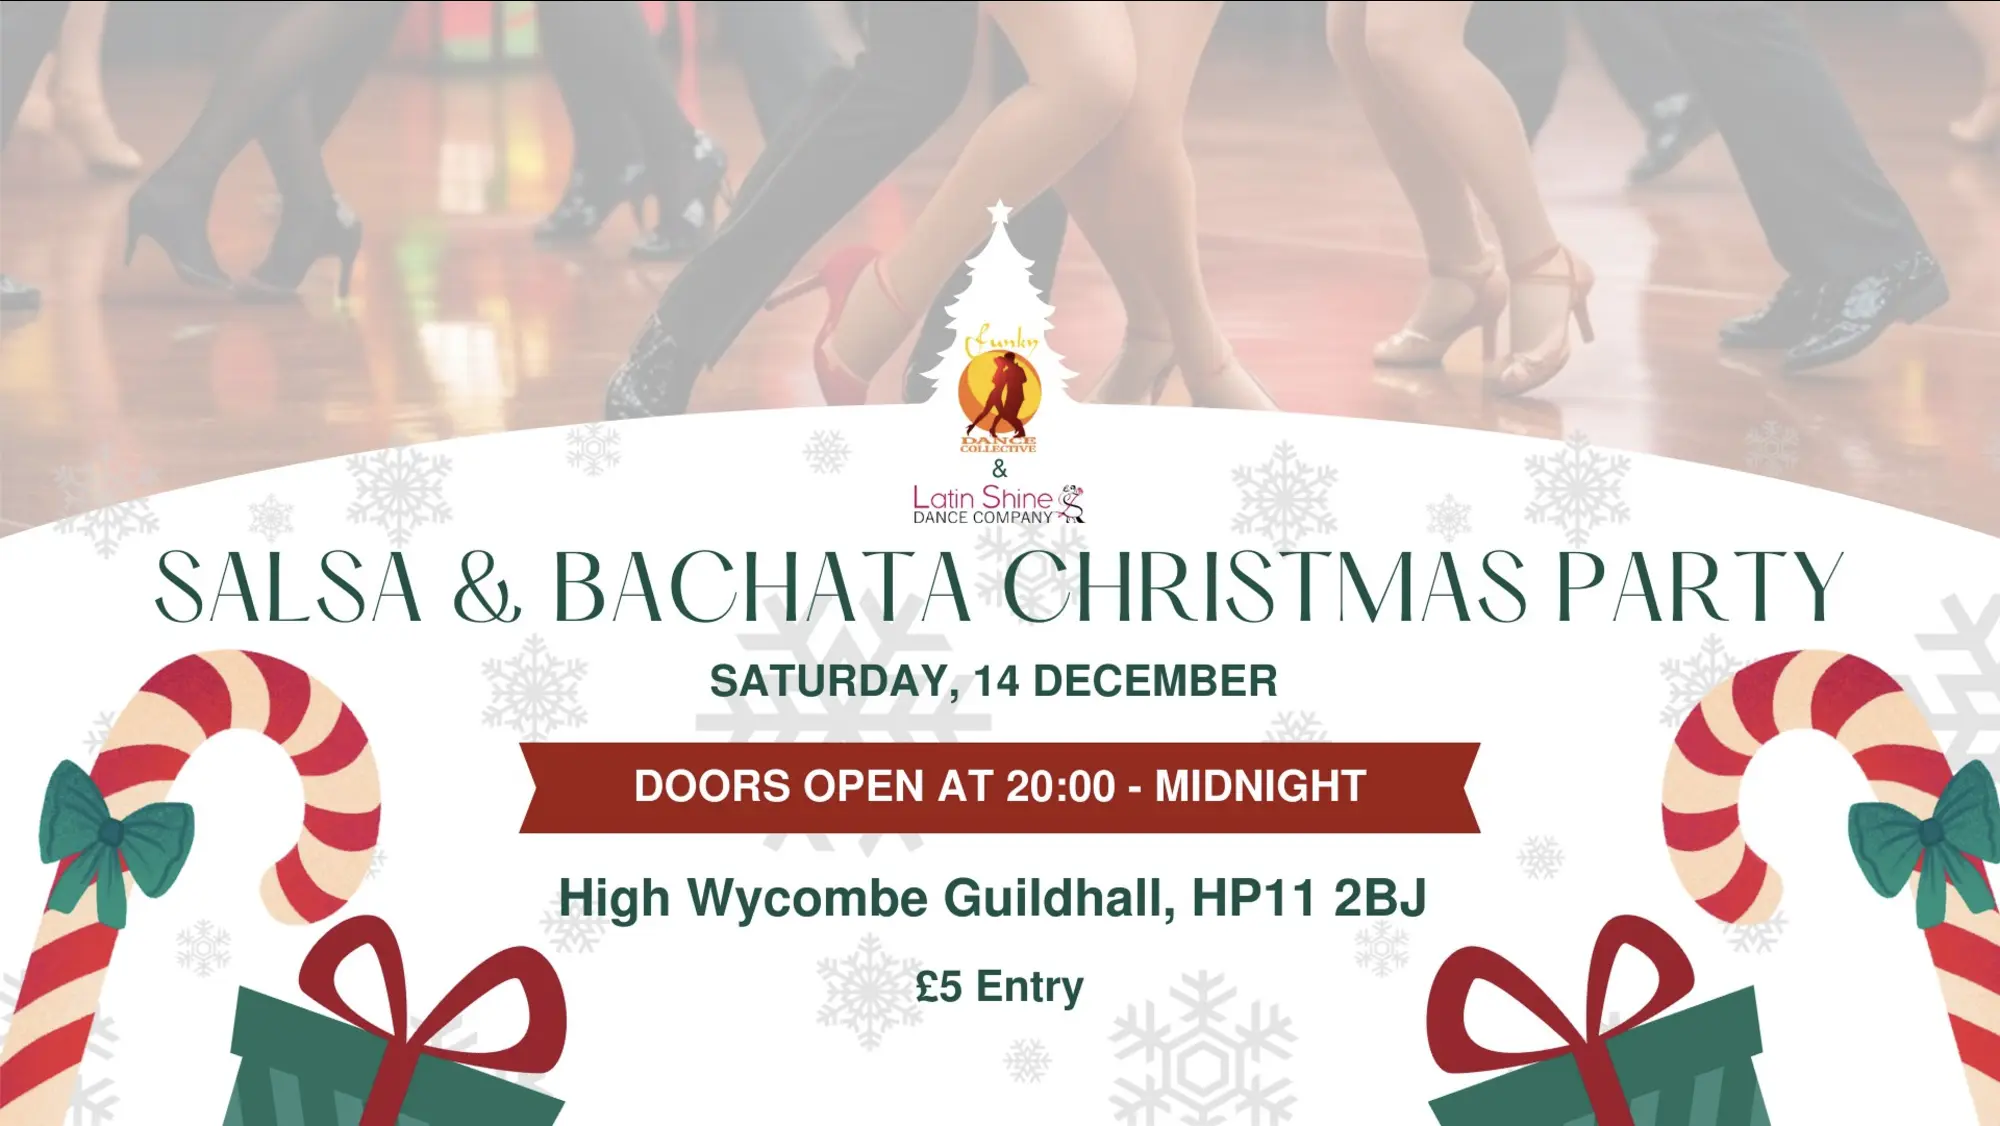 Funky
DANCE
COLLECTIVE
&
Latin Shine
DANCE COMPANY
SALSA & BACHATA CHRISTMAS PARTY
SATURDAY, 14 DECEMBER
DOORS OPEN AT 20:00 - MIDNIGHT
High Wycombe Guildhall, HP11 2BJ
£5 Entry